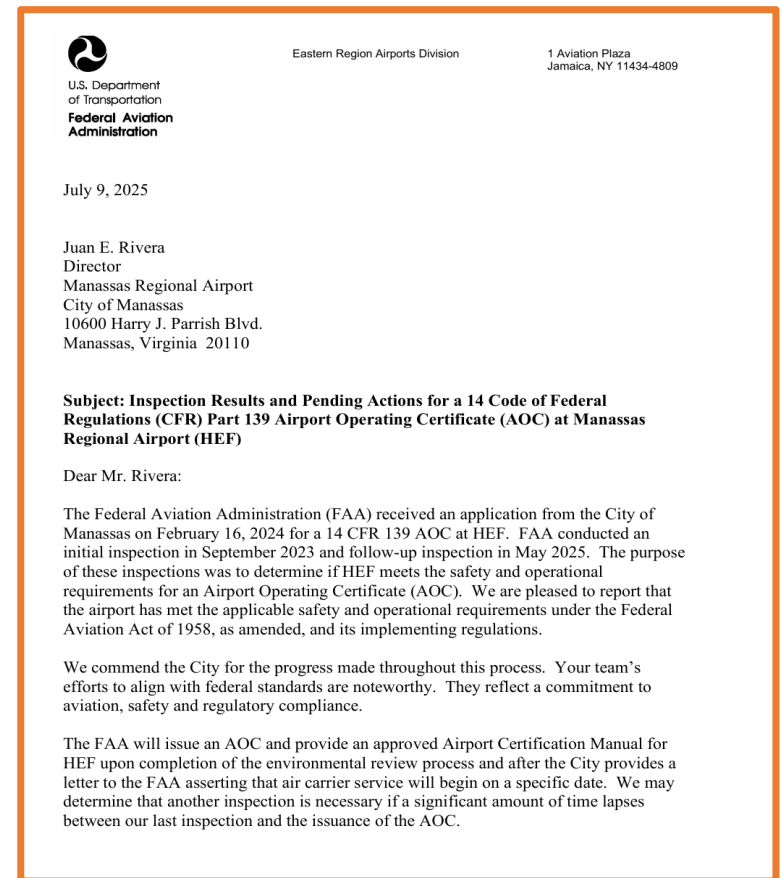 Eastern Region Airports Division
1 Aviation Plaza
Jamaica, NY 11434-4809
U.S. Department
of Transportation
Federal Aviation
Administration
July 9, 2025
Juan E. Rivera
Director
Manassas Regional Airport
City of Manassas
10600 Harry J. Parrish Blvd.
Manassas, Virginia  20110
Subject: Inspection Results and Pending Actions for a 14 Code of Federal
Regulations (CFR) Part 139 Airport Operating Certificate (AOC) at Manassas
Regional Airport (HEF)
Dear Mr. Rivera:
The Federal Aviation Administration (FAA) received an application from the City of
Manassas on February 16, 2024 for a 14 CFR 139 AOC at HEF.  FAA conducted an
initial inspection in September 2023 and follow-up inspection in May 2025.  The purpose
of these inspections was to determine if HEF meets the safety and operational
requirements for an Airport Operating Certificate (AOC).  We are pleased to report that
the airport has met the applicable safety and operational requirements under the Federal
Aviation Act of 1958, as amended, and its implementing regulations.
We commend the City for the progress made throughout this process.  Your team’s
efforts to align with federal standards are noteworthy.  They reflect a commitment to
aviation, safety and regulatory compliance.
The FAA will issue an AOC and provide an approved Airport Certification Manual for
HEF upon completion of the environmental review process and after the City provides a
letter to the FAA asserting that air carrier service will begin on a specific date.  We may
determine that another inspection is necessary if a significant amount of time lapses
between our last inspection and the issuance of the AOC.